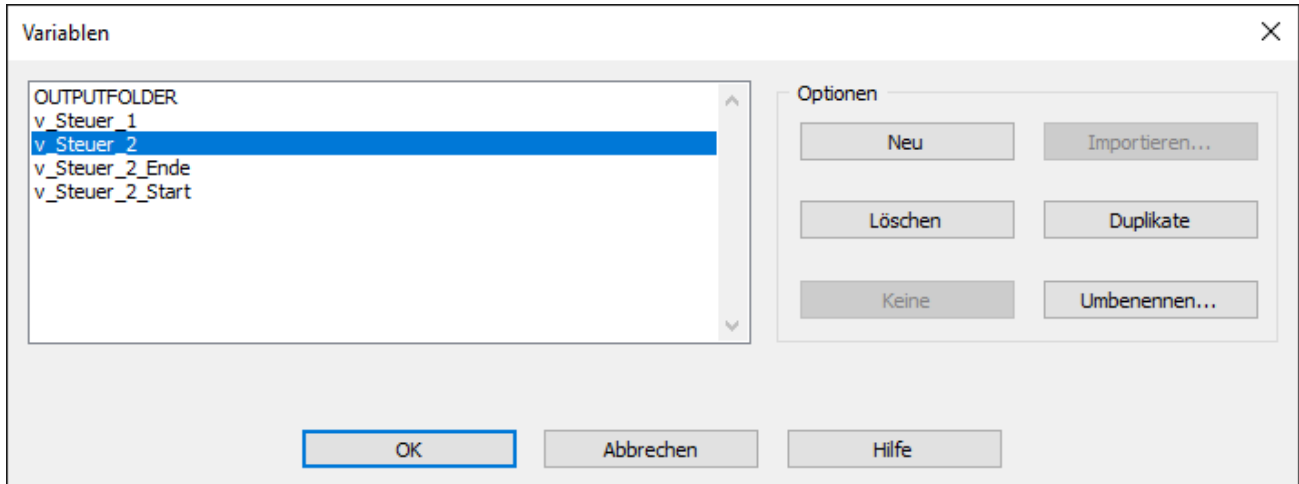 Variablen
OUTPUTFOLDER
v_Steuer_1
v_Steuer_2
v_Steuer_2_Ende
v_Steuer_2_Start
Optionen
Neu
Importieren...
Löschen
Duplikate
Keine
Umbenennen...
OK
Abbrechen
Hilfe